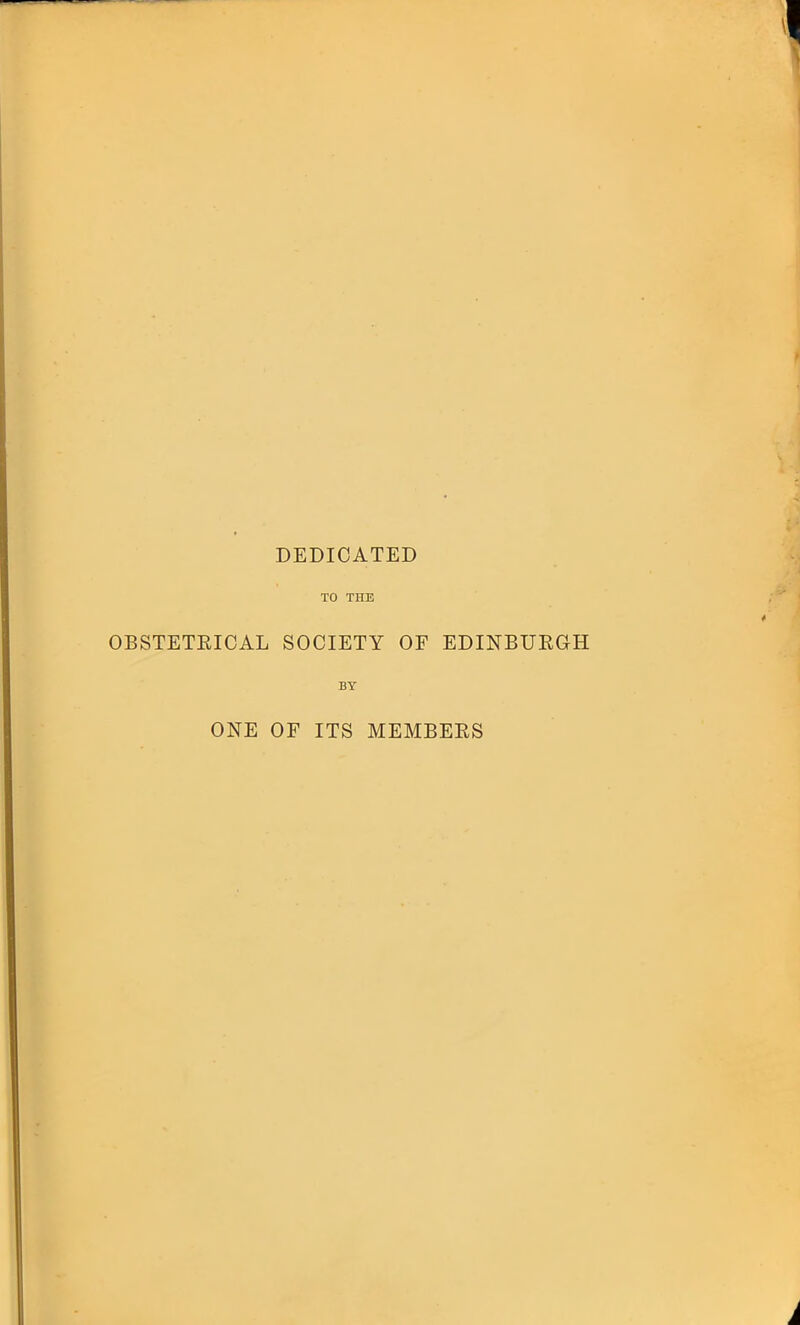 DEDICATED
TO THE
OBSTETRICAL SOCIETY OF EDINBURGH
BY
ONE OF ITS MEMBERS